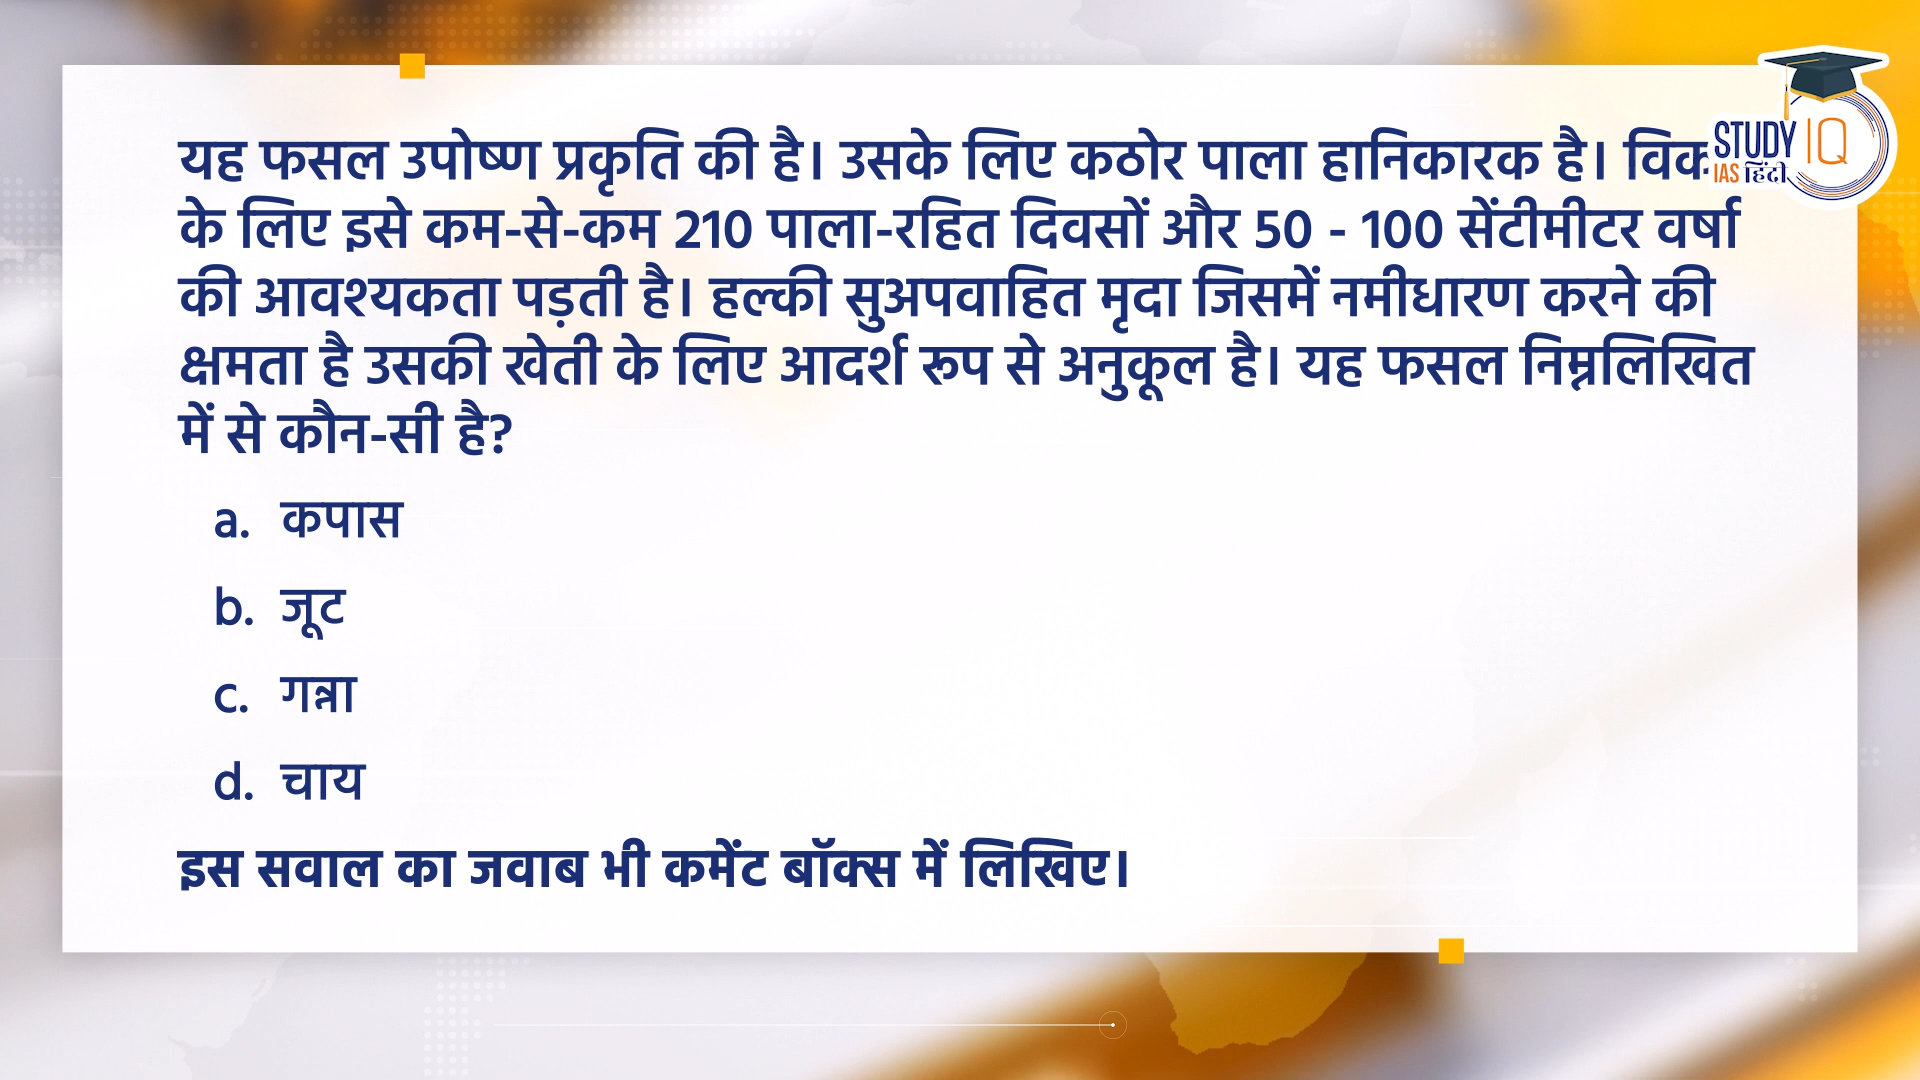 यह फसल उपोष्ण प्रकृति की है। उसके लिए कठोर पाला हानिकारक है।
के लिए इसे कम-से-कम 210 पाला-रहित दिवसों और 50 - 100 सेंटीमीटर वर्षा
की आवश्यकता पड़ती है। हल्की सुअपवाहित मृदा जिसमें नमीधारण करने की
क्षमता है उसकी खेती के लिए आदर्श रूप से अनुकूल है। यह फसल निम्नलिखित
में से कौन-सी है?
a. कपास
b. जूट
c. गन्ना
d. चाय
इस सवाल का जवाब भी कमेंट बॉक्स में लिखिए।
STUDY IQ
IAS हिंदी